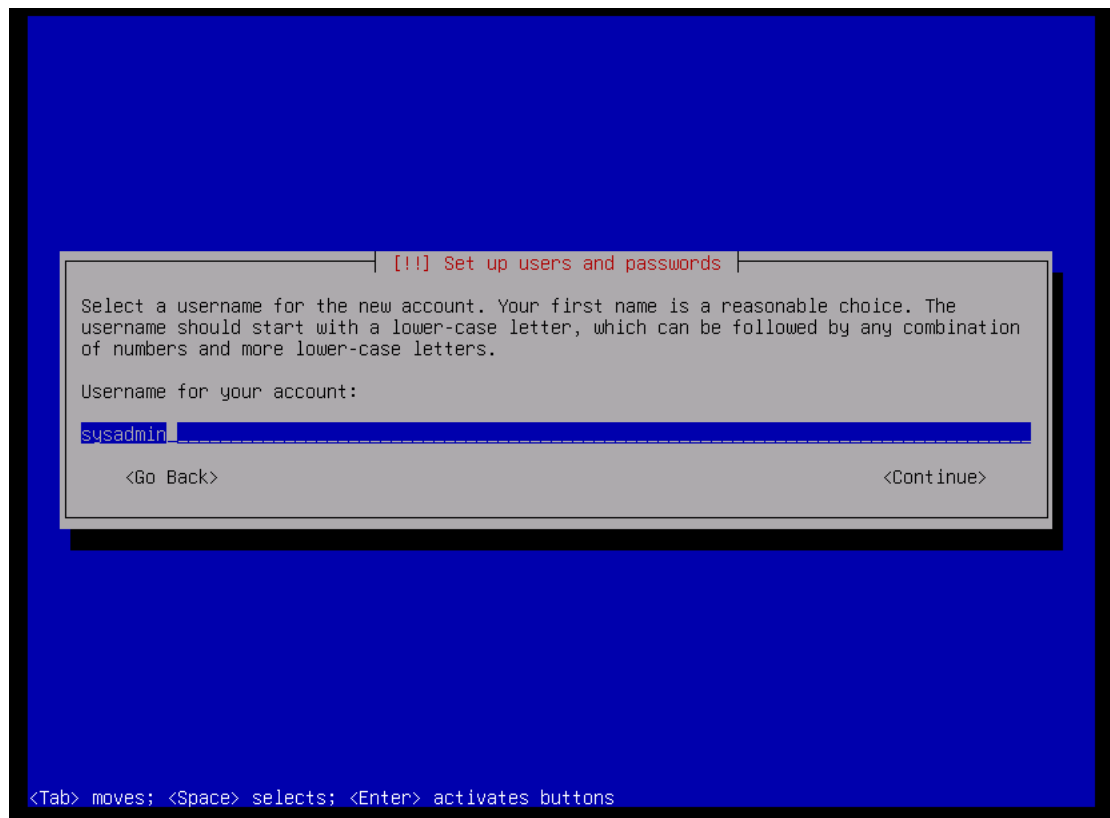 [!!] Set up users and passwords
Select a username for the new account. Your first name is a reasonable choice. The
username should start with a lower-case letter, which can be followed by any combination
of numbers and more lower-case letters.
Username for your account:
sysadmin
<Go Back> <Continue>
<Tab> moves; <Space> selects; <Enter> activates buttons